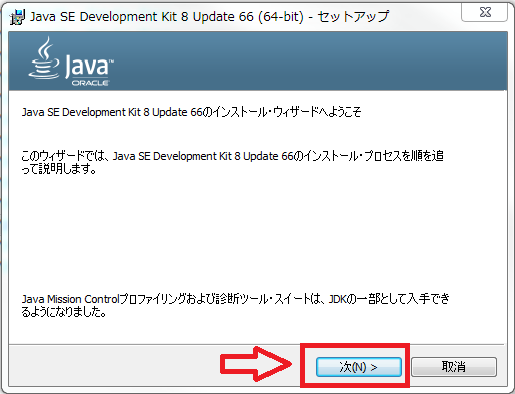 Java SE Development Kit 8 Update 66 (64-bit) - セットアップ
Java™
ORACLE
Java SE Development Kit 8 Update 66のインストール・ウィザードへようこそ
このウィザードでは、Java SE Development Kit 8 Update 66のインストール・プロセスを順を追
って説明します。
Java Mission Controlプロファイリングおよび診断ツール・スイートは、JDKの一部として入手でき
るようになりました。
次(N) >
取消